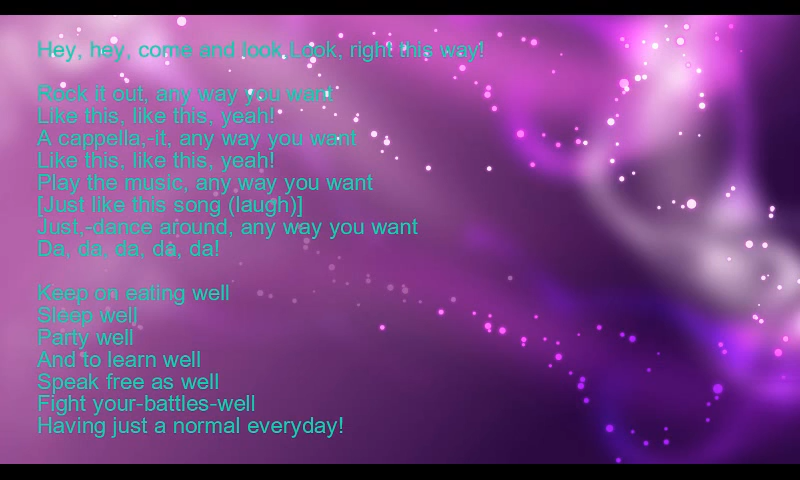 Hey, hey, come and look Look, right this way!
Rock it out, any way you want
Like this, like this, yeah!
A cappella,-it, any way you want
Like this, like this, yeah!
Play the music, any way you want
[Just like this song (laugh)]
Just,-dance around, any way you want
Da, da, da, da, da!
Keep on eating well
Sleep well
Party well
And to learn well
Speak free as well
Fight your-battles-well
Having just a normal everyday!